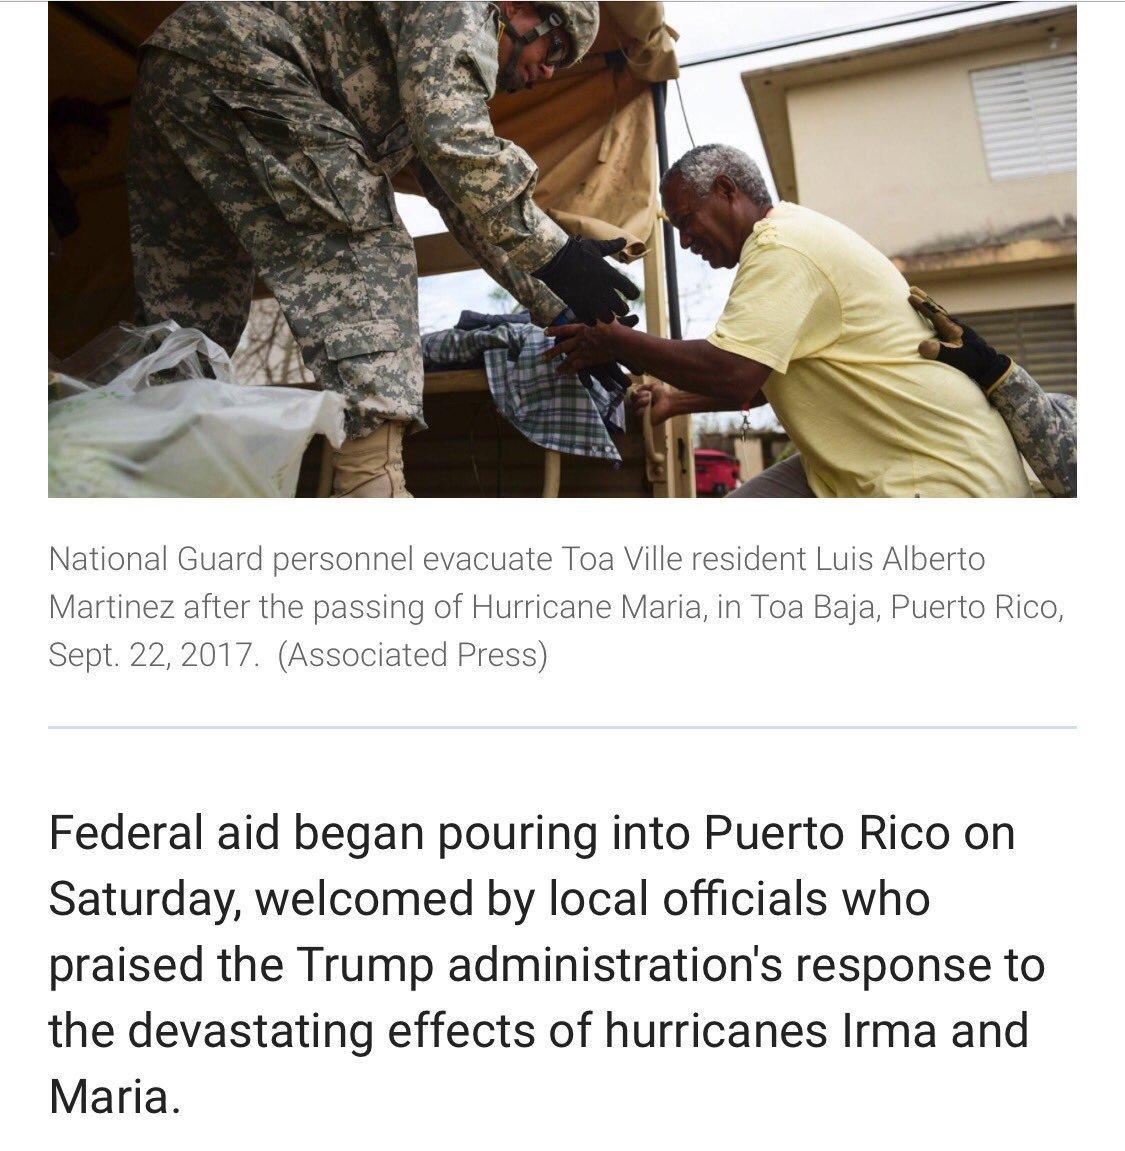 National Guard personnel evacuate Toa Ville resident Luis Alberto
Martinez after the passing of Hurricane Maria, in Toa Baja, Puerto Rico,
Sept. 22, 2017.  (Associated Press)
Federal aid began pouring into Puerto Rico on
Saturday, welcomed by local officials who
praised the Trump administration's response to
the devastating effects of hurricanes Irma and
Maria.